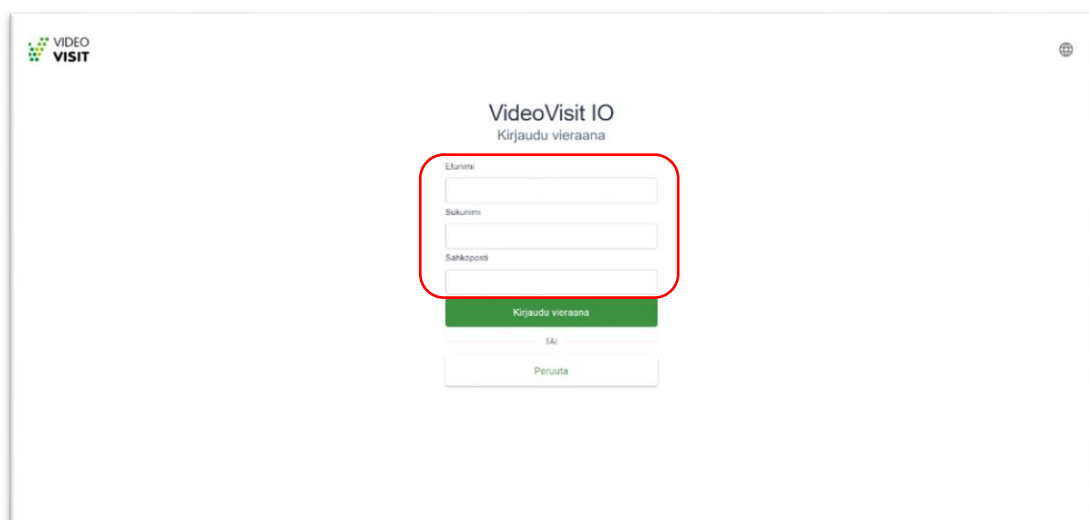 VIDEO
VISIT
VideoVisit IO
Kirjaudu vieraana
Etunimi
Sukunimi
Sahkoposti
Kirjaudu vieraana
TAI
Peruuta